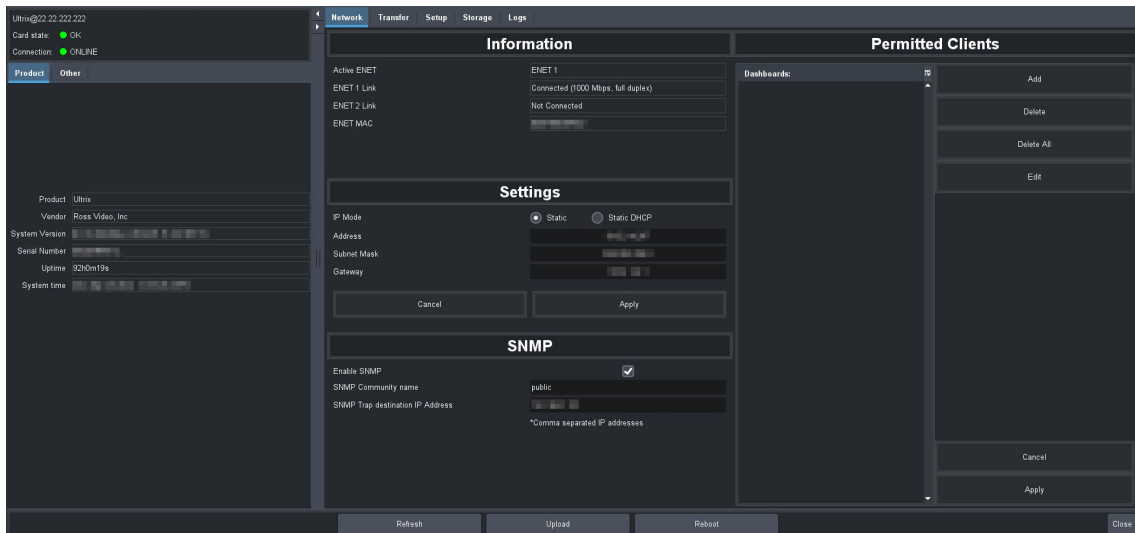 Ultrix@22.22.222.222
Card state: OK
Connection: ONLINE
Product Other
Product Ultrix
Vendor Ross Video, Inc
System Version
Serial Number
Uptime 92h0m19s
System time
Network Transfer Setup Storage Logs
Information
Active ENET ENET 1
ENET 1 Link Connected (1000 Mbps, full duplex)
ENET 2 Link Not Connected
ENET MAC
Settings
IP Mode Static Static DHCP
Address
Subnet Mask
Gateway
Cancel Apply
SNMP
Enable SNMP
SNMP Community name public
SNMP Trap destination IP Address
*Comma separated IP addresses
Permitted Clients
Dashboards:
Add
Delete
Delete All
Edit
Cancel
Apply
Refresh Upload Reboot Close